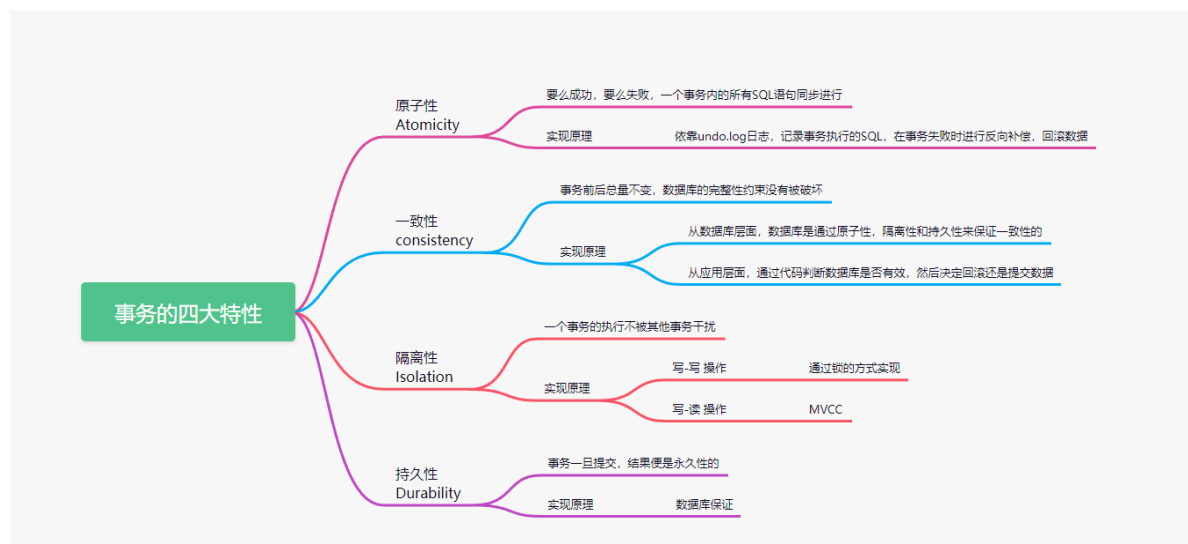 事务的四大特性
原子性
Atomicity
要么成功，要么失败，一个事务内的所有SQL语句同步进行
实现原理
依靠undo.log日志，记录事务执行的SQL，在事务失败时进行反向补偿，回滚数据
一致性
consistency
事务前后总量不变，数据库的完整性约束没有被破坏
实现原理
从数据库层面，数据库是通过原子性，隔离性和持久性来保证一致性的
从应用层面，通过代码判断数据库是否有效，然后决定回滚还是提交数据
隔离性
Isolation
一个事务的执行不被其他事务干扰
实现原理
写-写 操作
通过锁的方式实现
写-读 操作
MVCC
持久性
Durability
事务一旦提交，结果便是永久性的
实现原理
数据库保证